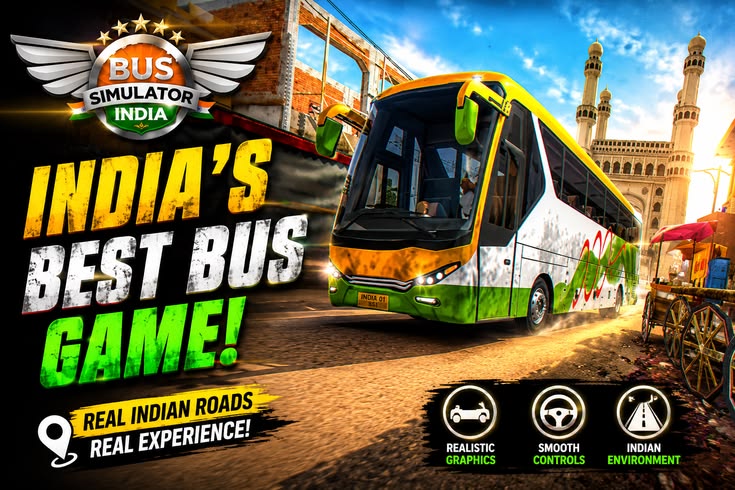 BUS
SIMULATOR
INDIA
INDIA'S
BEST BUS
GAME!
REAL INDIAN ROADS
REAL EXPERIENCE!
INDIA 01
REALISTIC
GRAPHICS
SMOOTH
CONTROLS
INDIAN
ENVIRONMENT